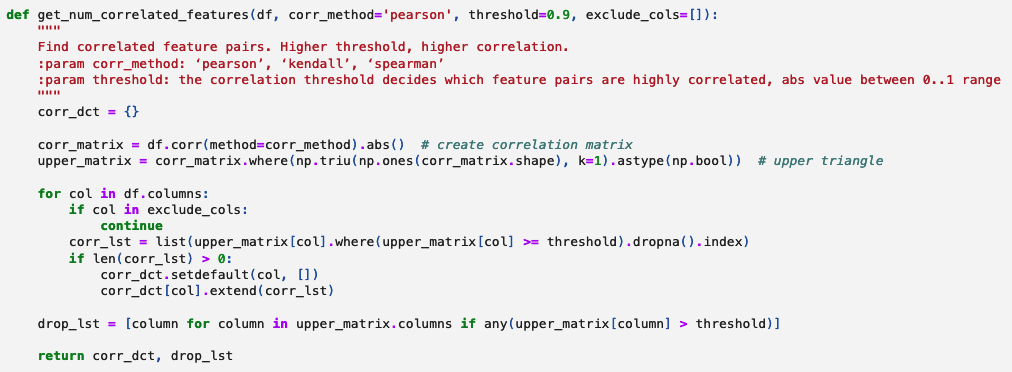 def get_num_correlated_features(df, corr_method='pearson', threshold=0.9, exclude_cols=[]):
    """
    Find correlated feature pairs. Higher threshold, higher correlation.
    :param corr_method: ‘pearson’, ‘kendall’, ‘spearman’
    :param threshold: the correlation threshold decides which feature pairs are highly correlated, abs value between 0..1 range
    """
    corr_dct = {}

    corr_matrix = df.corr(method=corr_method).abs()  # create correlation matrix
    upper_matrix = corr_matrix.where(np.triu(np.ones(corr_matrix.shape), k=1).astype(np.bool))  # upper triangle

    for col in df.columns:
        if col in exclude_cols:
            continue
        corr_lst = list(upper_matrix[col].where(upper_matrix[col] >= threshold).dropna().index)
        if len(corr_lst) > 0:
            corr_dct.setdefault(col, [])
            corr_dct[col].extend(corr_lst)

    drop_lst = [column for column in upper_matrix.columns if any(upper_matrix[column] > threshold)]

    return corr_dct, drop_lst